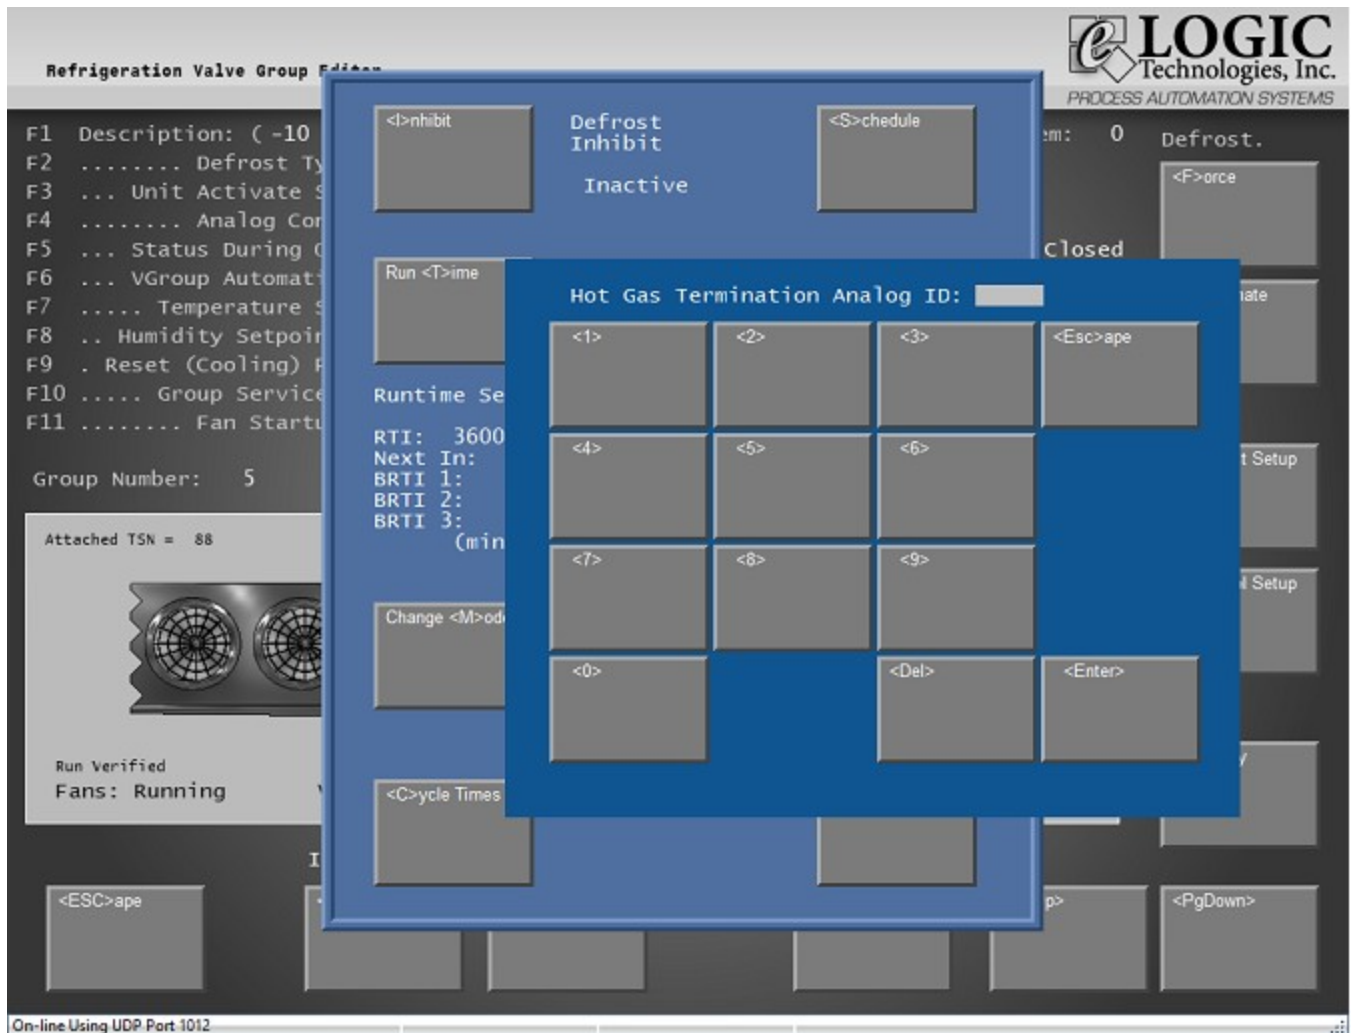 LOGIC
Technologies, Inc.
PROCESS AUTOMATION SYSTEMS
Refrigeration Valve Group Editor
F1 Description: ( -10
F2 ........ Defrost Ty
F3 ... Unit Activate S
F4 ........ Analog Con
F5 ... Status During
F6 ... VGroup Automati
F7 ..... Temperature S
F8 .. Humidity Setpoin
F9 . Reset (Cooling)
F10 ..... Group Service
F11 ........ Fan Startu
Group Number: 5
Attached TSN = 88
Run Verified
Fans: Running
<I>nhibit
Defrost
Inhibit
Inactive
<S>chedule
em: 0
Defrost.
<F>orce
Closed
Run <T>ime
Runtime Se
RTI: 3600
Next In:
BRTI 1:
BRTI 2:
BRTI 3:
(min
Change <M>od
<C>ycle Times
Hot Gas Termination Analog ID:
<1> <2> <3> <Esc>ape
<4> <5> <6>
<7> <8> <9>
<0> <Del> <Enter>
nate
t Setup
l Setup
y
I
<ESC>ape
p>
<PgDown>
On-line Using UDP Port 1012